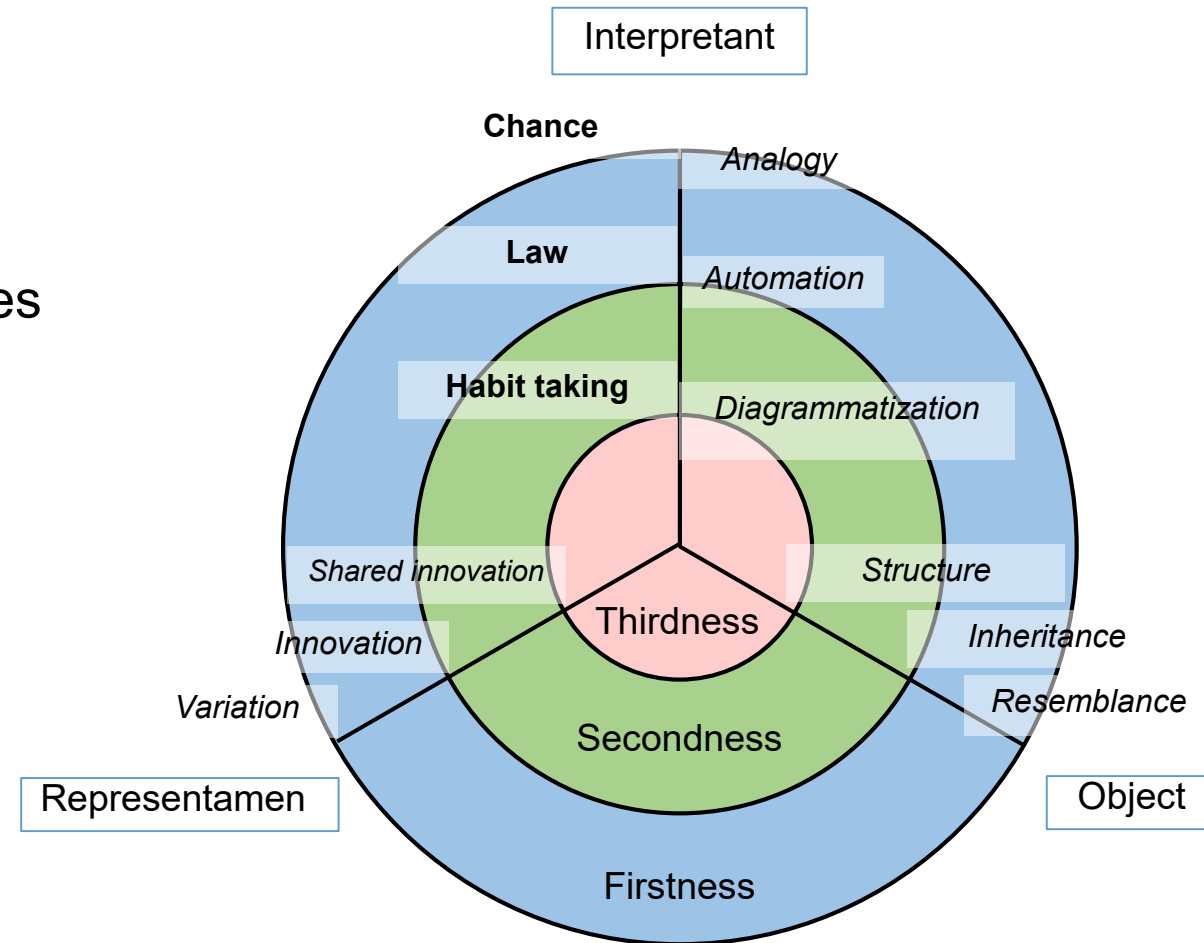 Interpretant
Chance
Analogy
Law
Automation
es
Habit taking
Diagrammatization
Shared innovation
Structure
Thirdness
Innovation
Inheritance
Variation
Resemblance
Secondness
Representamen
Object
Firstness